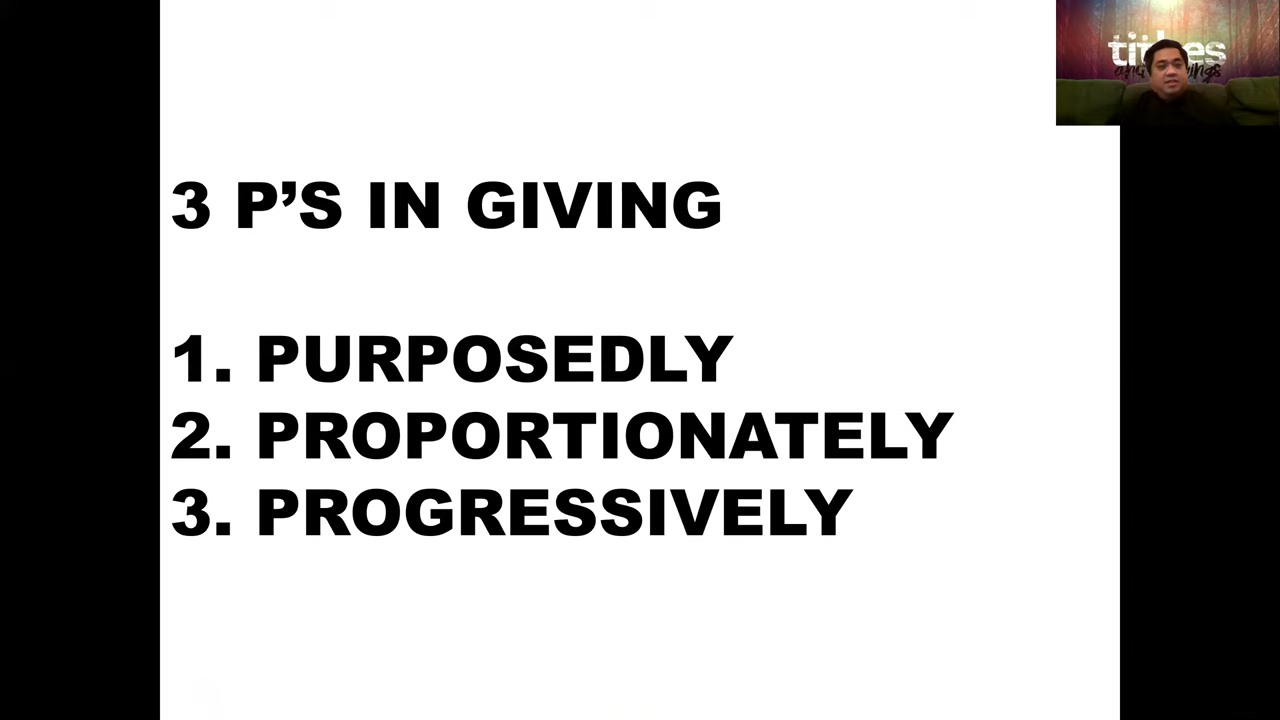 3 P’S IN GIVING
1. PURPOSEDLY
2. PROPORTIONATELY
3. PROGRESSIVELY